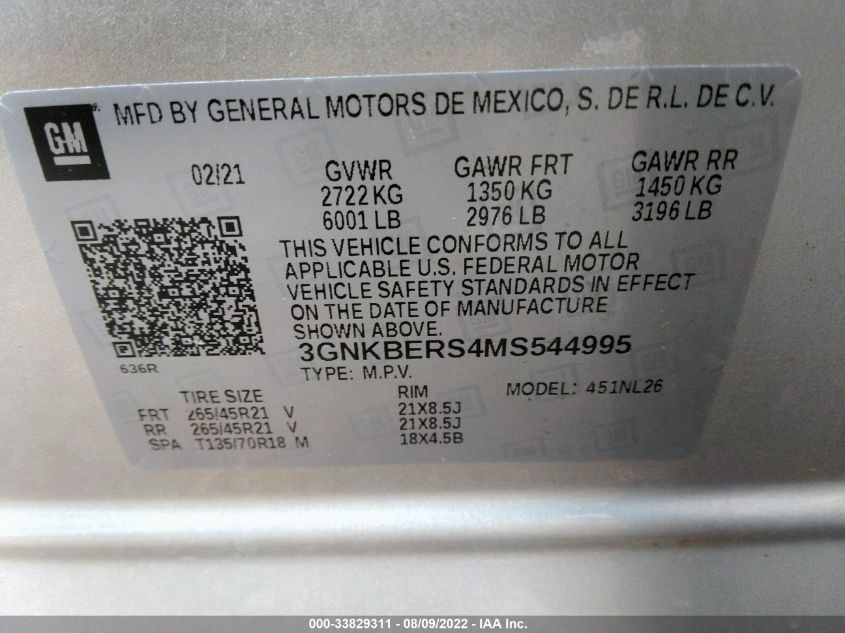 GM
MFD BY GENERAL MOTORS DE MEXICO, S. DE R.L. DE C.V.
02/21 GVWR GAWR FRT GAWR RR
2722 KG 1350 KG 1450 KG
6001 LB 2976 LB 3196 LB
THIS VEHICLE CONFORMS TO ALL
APPLICABLE U.S. FEDERAL MOTOR
VEHICLE SAFETY STANDARDS IN EFFECT
ON THE DATE OF MANUFACTURE
SHOWN ABOVE.
636R
3GNKBERS4MS544995
TYPE: M.P.V. MODEL: 451NL26
TIRE SIZE RIM
FRT 265/45R21 V 21X8.5J
RR 265/45R21 V 21X8.5J
SPA T135/70R18 M 18X4.5B
000-33829311 - 08/09/2022 - IAA Inc.